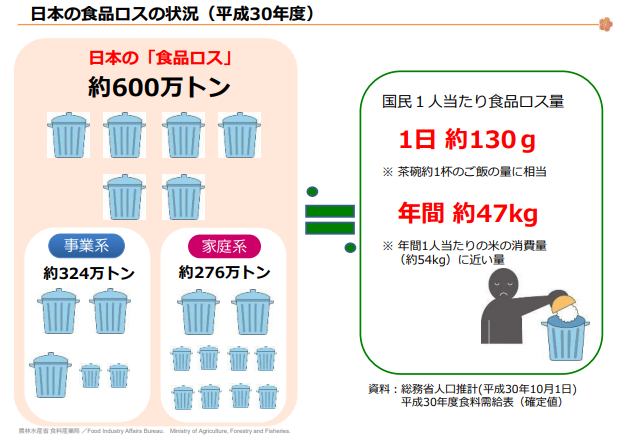 日本の食品ロスの状況（平成30年度）
日本の「食品ロス」
約600万トン
事業系
約324万トン
家庭系
約276万トン
国民１人当たり食品ロス量
1日 約130ｇ
※ 茶碗約1杯のご飯の量に相当
年間 約47kg
※ 年間1人当たりの米の消費量
（約54kg）に近い量
資料：総務省人口推計(平成30年10月1日)
平成30年度食料需給表（確定値）
農林水産省 食料産業局 ／Food Industry Affairs Bureau. Ministry of Agriculture, Forestry and Fisheries.